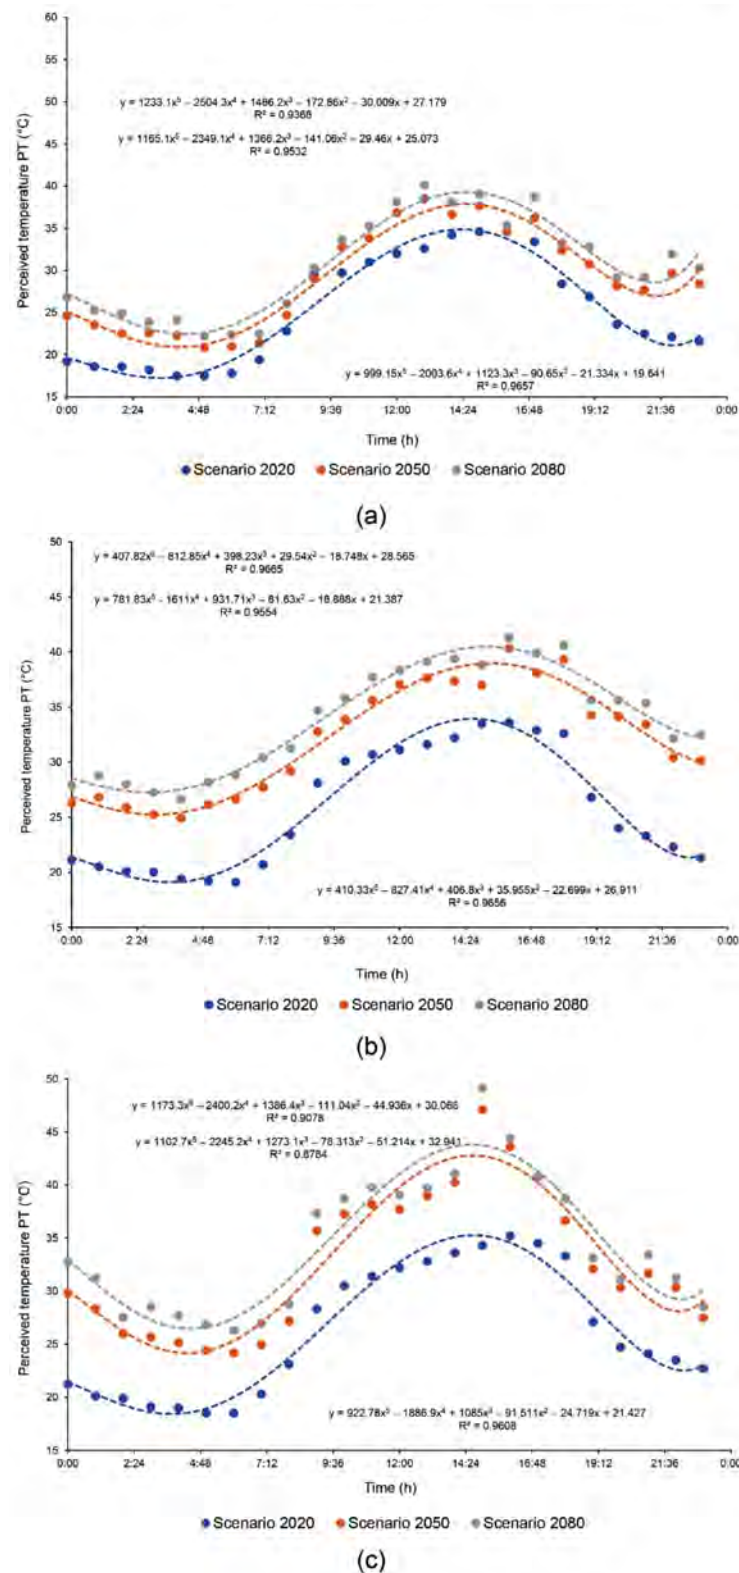 60
55
50
45
40
35
30
25
20
15
Perceived temperature PT (°C)
y = 1233.1x⁵ − 2504.3x⁴ + 1486.2x³ − 172.86x² − 30.009x + 27.179
R² = 0.9368
y = 1165.1x⁵ − 2349.1x⁴ + 1366.2x³ − 141.06x² − 29.46x + 25.073
R² = 0.9532
y = 999.15x⁵ − 2003.6x⁴ + 1123.3x³ − 90.65x² − 21.334x + 19.641
R² = 0.9657
0:00 2:24 4:48 7:12 9:36 12:00 14:24 16:48 19:12 21:36 0:00
Time (h)
Scenario 2020 Scenario 2050 Scenario 2080
(a)
50
45
40
35
30
25
20
15
Perceived temperature PT (°C)
y = 407.82x⁵ − 812.85x⁴ + 398.23x³ + 29.54x² − 18.748x + 28.565
R² = 0.9665
y = 781.83x⁵ − 1611x⁴ + 931.71x³ − 81.63x² − 18.888x + 21.387
R² = 0.9554
y = 410.33x⁵ − 827.41x⁴ + 406.8x³ + 35.955x² − 22.699x + 26.911
R² = 0.9656
0:00 2:24 4:48 7:12 9:36 12:00 14:24 16:48 19:12 21:36 0:00
Time (h)
Scenario 2020 Scenario 2050 Scenario 2080
(b)
50
45
40
35
30
25
20
15
Perceived temperature PT (°C)
y = 1173.3x⁵ − 2400.2x⁴ + 1386.4x³ − 111.04x² − 44.936x + 30.068
R² = 0.9078
y = 1102.7x⁵ − 2245.2x⁴ + 1273.1x³ − 78.313x² − 51.214x + 32.941
R² = 0.8784
y = 922.78x⁵ − 1886.9x⁴ + 1085x³ − 91.511x² − 24.719x + 21.427
R² = 0.9608
0:00 2:24 4:48 7:12 9:36 12:00 14:24 16:48 19:12 21:36 0:00
Time (h)
Scenario 2020 Scenario 2050 Scenario 2080
(c)